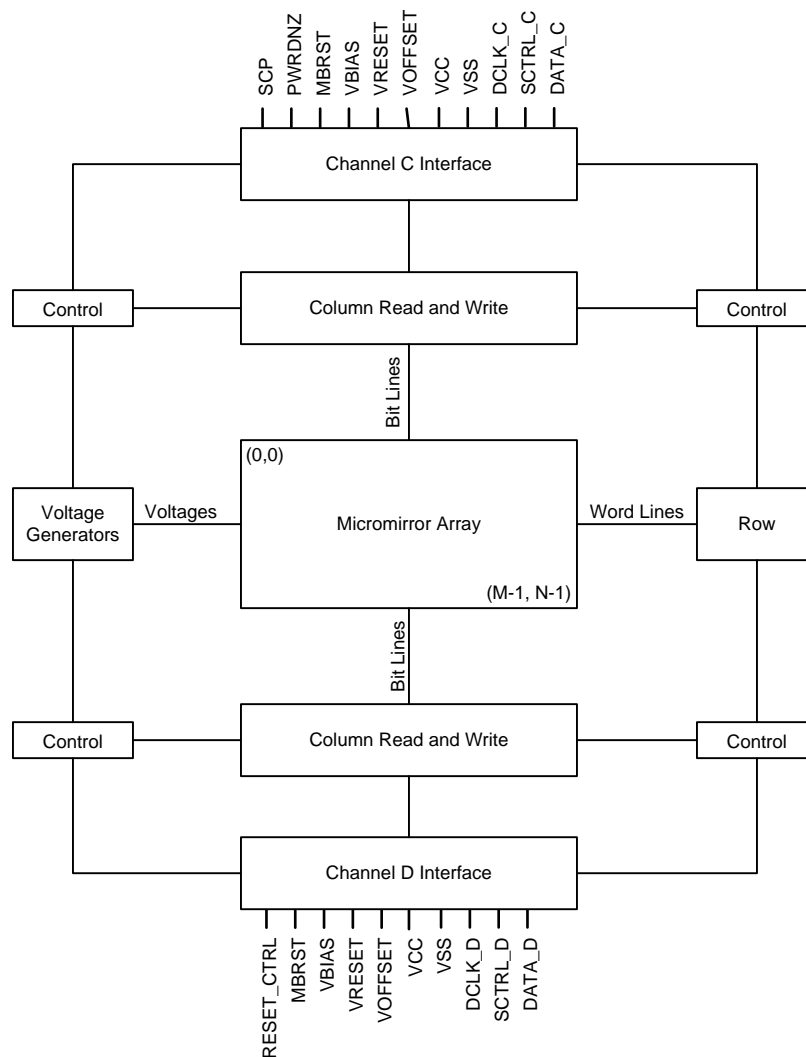 SCP
PWRDNZ
MBRST
VBIAS
VRESET
VOFFSET
VCC
VSS
DCLK_C
SCTRL_C
DATA_C
Channel C Interface
Control
Column Read and Write
Control
Bit Lines
(0,0)
Voltage
Generators
Voltages
Micromirror Array
Word Lines
Row
(M-1, N-1)
Bit Lines
Control
Column Read and Write
Control
Channel D Interface
RESET_CTRL
MBRST
VBIAS
VRESET
VOFFSET
VCC
VSS
DCLK_D
SCTRL_D
DATA_D